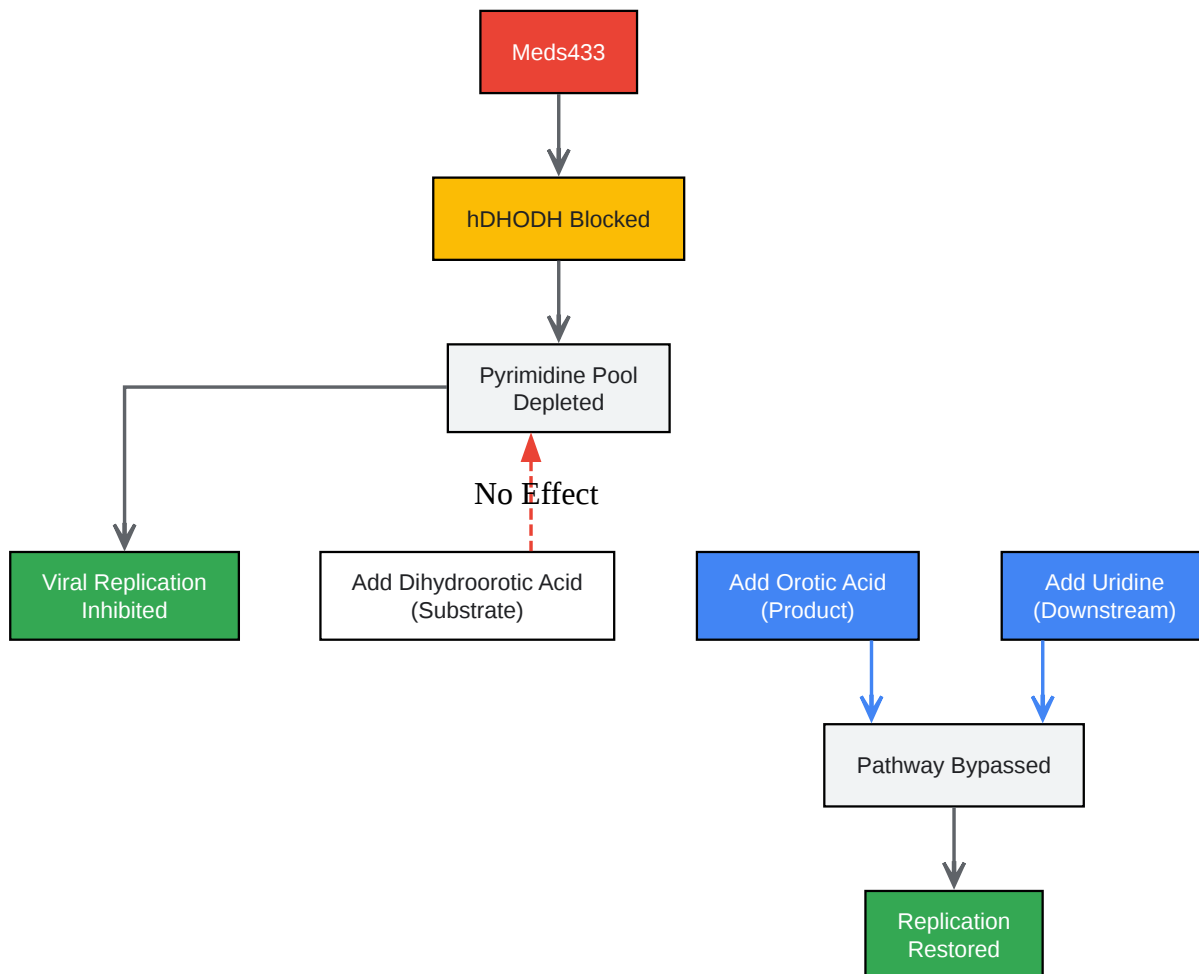 Meds433
hDHODH Blocked
Pyrimidine Pool
Depleted
No Effect
Viral Replication
Inhibited
Add Dihydroorotic Acid
(Substrate)
Add Orotic Acid
(Product)
Add Uridine
(Downstream)
Pathway Bypassed
Replication
Restored